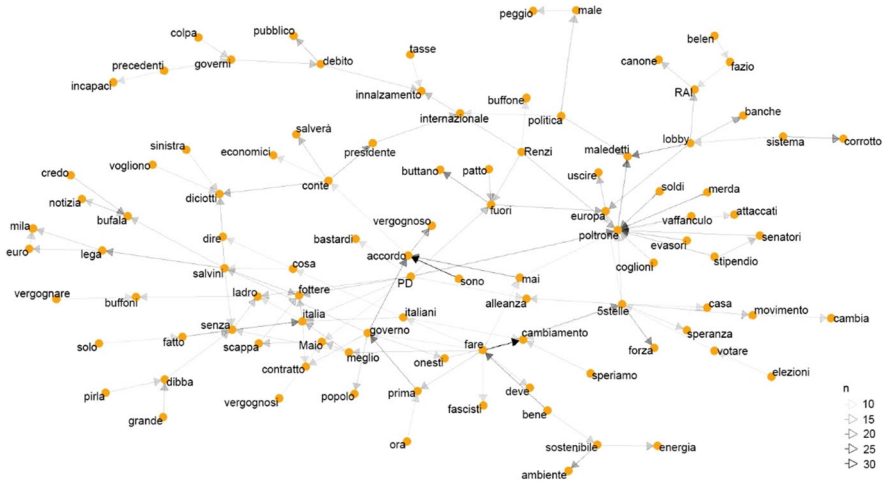 peggio
male
colpa
pubblico
tasse
belen
precedenti
governi
debito
canone
fazio
incapaci
innalzamento
buffone
RAI
internazionale
politica
banche
salverà
sinistra
economici
presidente
Renzi
maledetti
lobby
sistema
corrotto
vogliono
credo
conte
buttano
patto
uscire
soldi
merda
notizia
diciotti
fuori
europa
vaffanculo
attaccati
mila
bufala
vergognoso
poltrone
euro
dire
bastardi
evasori
senatori
lega
accordo
coglioni
stipendio
salvini
cosa
PD
sono
mai
vergognare
buffoni
ladro
fottere
alleanza
5stelle
casa
movimento
cambia
italia
italiani
senza
governo
cambiamento
speranza
solo
fatto
scappa
Maio
meglio
fare
forza
votare
contratto
onesti
speriamo
elezioni
dibba
pirla
vergognosi
popolo
prima
deve
n
grande
fascisti
bene
10
15
ora
sostenibile
energia
20
25
ambiente
30